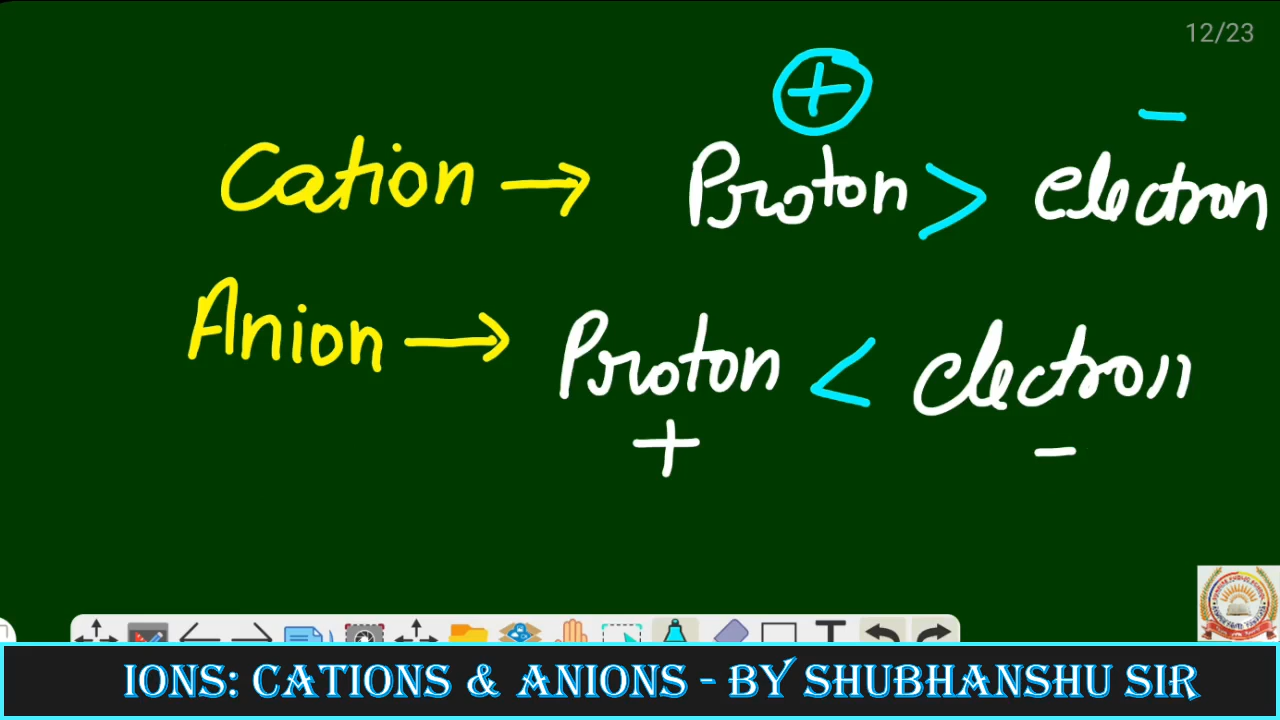 12/23
+ -
Cation → Proton > electron
Anion → Proton < electron
+ -
T
IONS: CATIONS & ANIONS - BY SHUBHANSHU SIR